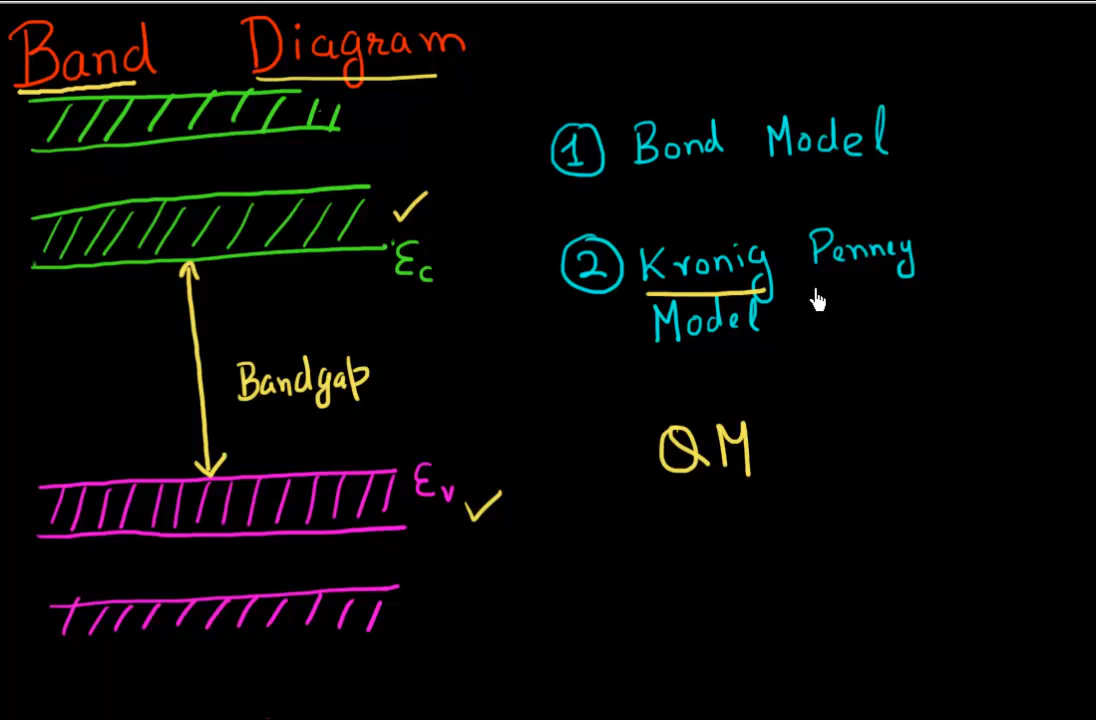 Band Diagram
① Bond Model
② Kronig Penney
Model
Ec
Bandgap
QM
Ev